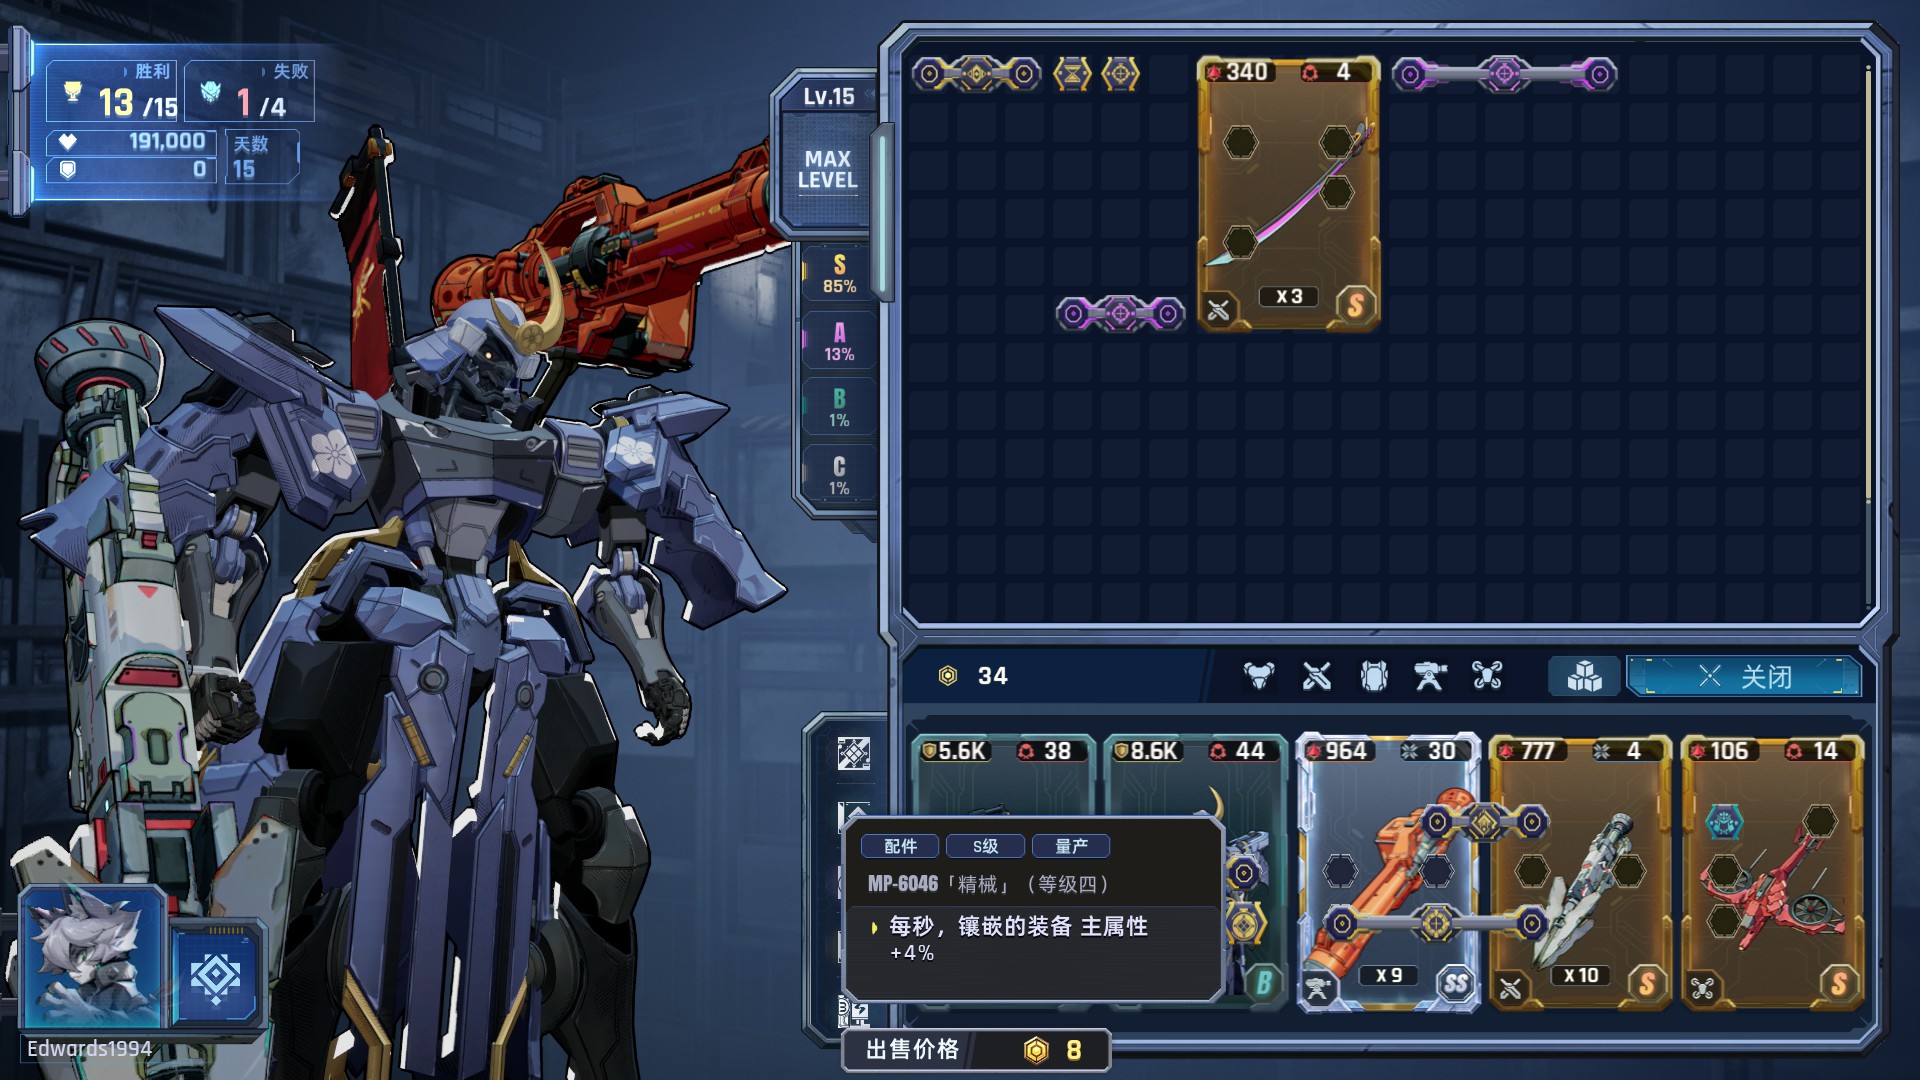 胜利
13 /15
失败
1 /4
191,000
0
天数
15
Lv.15
MAX
LEVEL
S
85%
A
13%
B
1%
C
1%
340
4
x 3
S
34
关闭
5.6K
38
8.6K
44
B
964
30
x 9
SS
777
4
x 10
S
106
14
S
配件
S级
量产
MP-6046「精械」（等级四）
每秒，镶嵌的装备 主属性
+4%
出售价格
8
Edwards1994